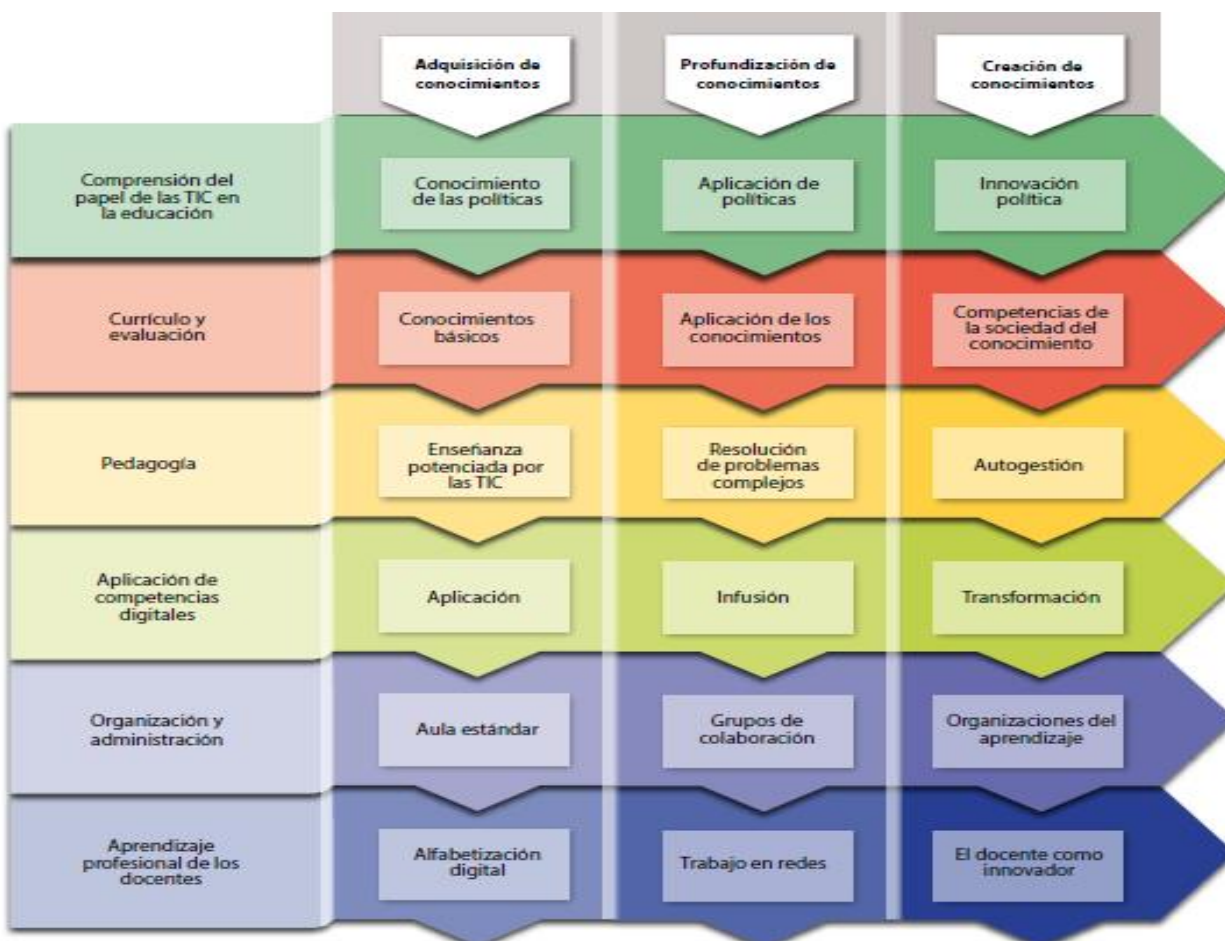 Adquisición de
conocimientos
Profundización de
conocimientos
Creación de
conocimientos
Comprensión del
papel de las TIC en
la educación
Conocimiento
de las políticas
Aplicación de
políticas
Innovación
política
Currículo y
evaluación
Conocimientos
básicos
Aplicación de los
conocimientos
Competencias de
la sociedad del
conocimiento
Pedagogía
Enseñanza
potenciada por
las TIC
Resolución
de problemas
complejos
Autogestión
Aplicación de
competencias
digitales
Aplicación
Infusión
Transformación
Organización y
administración
Aula estándar
Grupos de
colaboración
Organizaciones del
aprendizaje
Aprendizaje
profesional de los
docentes
Alfabetización
digital
Trabajo en redes
El docente como
innovador